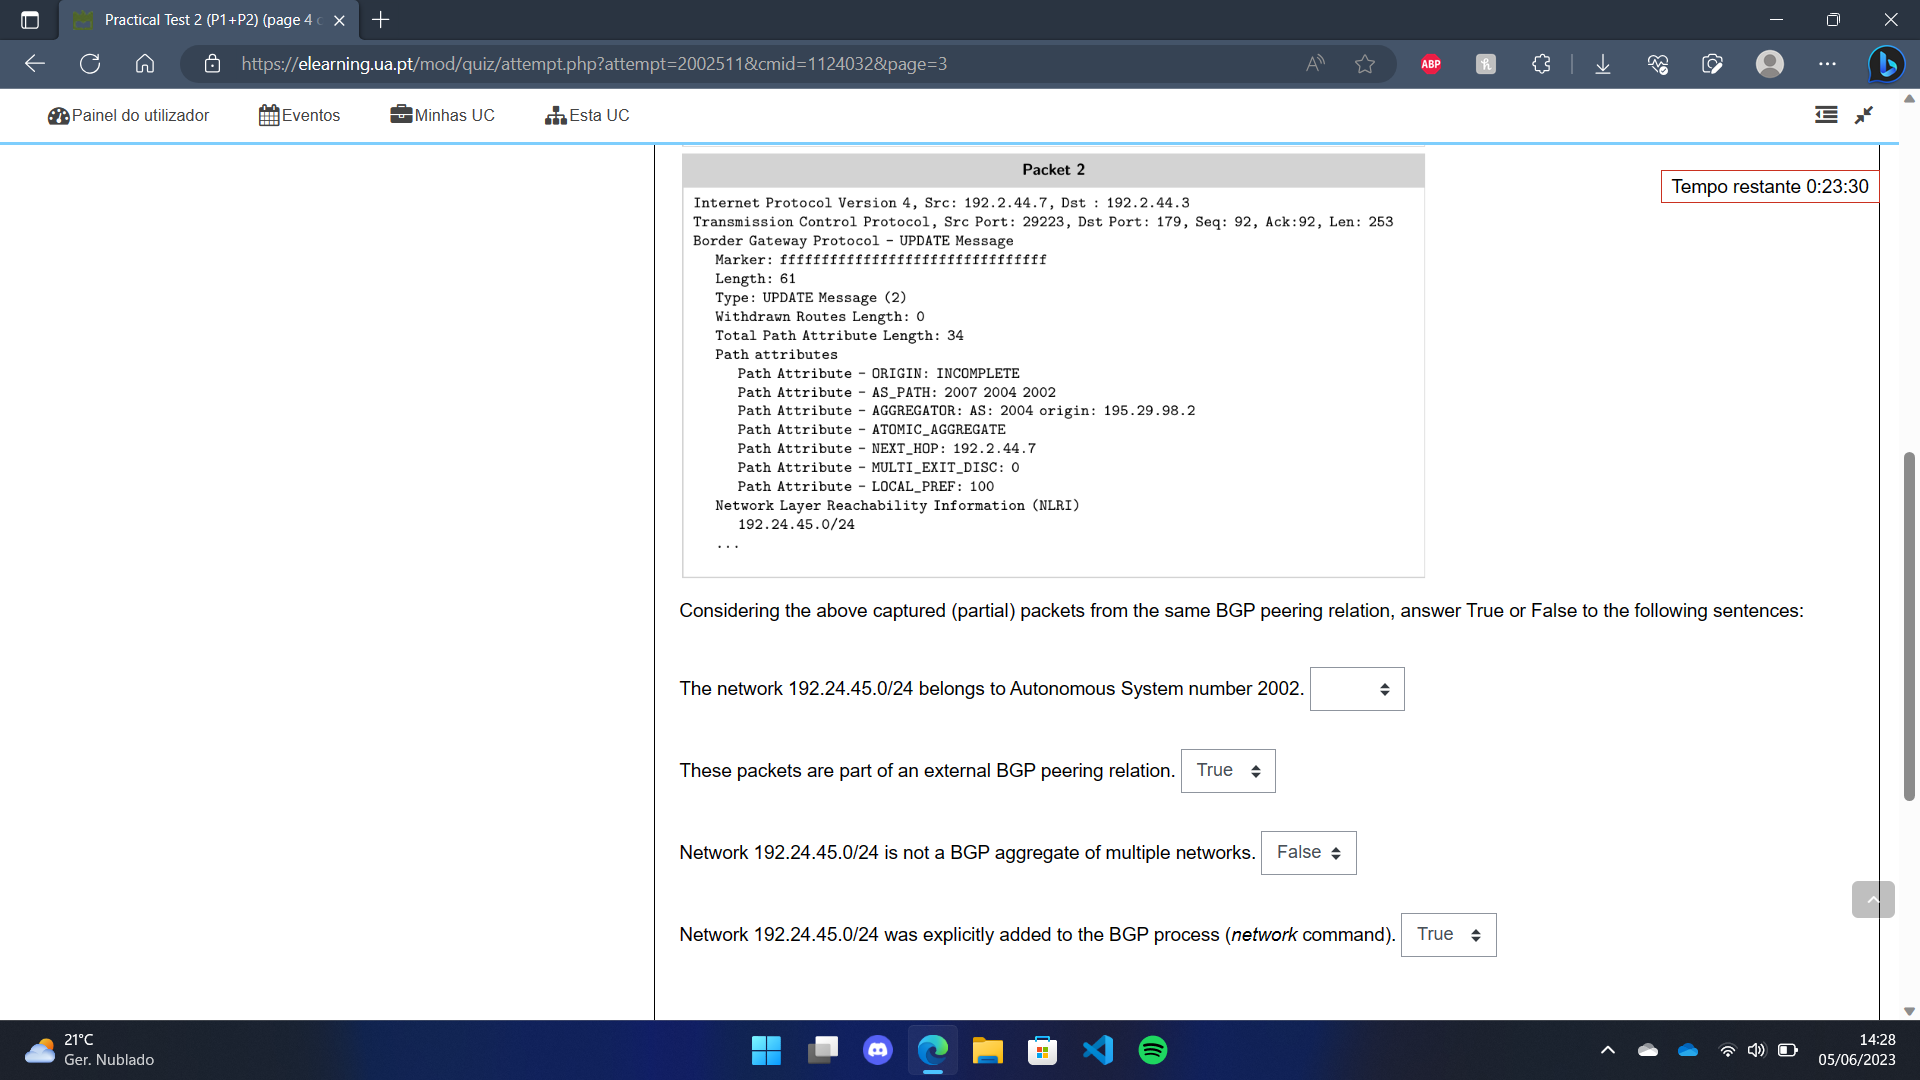 Practical Test 2 (P1+P2) (page 4 c
https://elearning.ua.pt/mod/quiz/attempt.php?attempt=2002511&cmid=1124032&page=3
ABP
Painel do utilizador
Eventos
Minhas UC
Esta UC
Tempo restante 0:23:30
Packet 2
Internet Protocol Version 4, Src: 192.2.44.7, Dst : 192.2.44.3
Transmission Control Protocol, Src Port: 29223, Dst Port: 179, Seq: 92, Ack:92, Len: 253
Border Gateway Protocol - UPDATE Message
Marker: ffffffffffffffffffffffffffffffff
Length: 61
Type: UPDATE Message (2)
Withdrawn Routes Length: 0
Total Path Attribute Length: 34
Path attributes
Path Attribute - ORIGIN: INCOMPLETE
Path Attribute - AS_PATH: 2007 2004 2002
Path Attribute - AGGREGATOR: AS: 2004 origin: 195.29.98.2
Path Attribute - ATOMIC_AGGREGATE
Path Attribute - NEXT_HOP: 192.2.44.7
Path Attribute - MULTI_EXIT_DISC: 0
Path Attribute - LOCAL_PREF: 100
Network Layer Reachability Information (NLRI)
192.24.45.0/24
...
Considering the above captured (partial) packets from the same BGP peering relation, answer True or False to the following sentences:
The network 192.24.45.0/24 belongs to Autonomous System number 2002.
These packets are part of an external BGP peering relation. True
Network 192.24.45.0/24 is not a BGP aggregate of multiple networks. False
Network 192.24.45.0/24 was explicitly added to the BGP process (network command). True
21°C
Ger. Nublado
14:28
05/06/2023